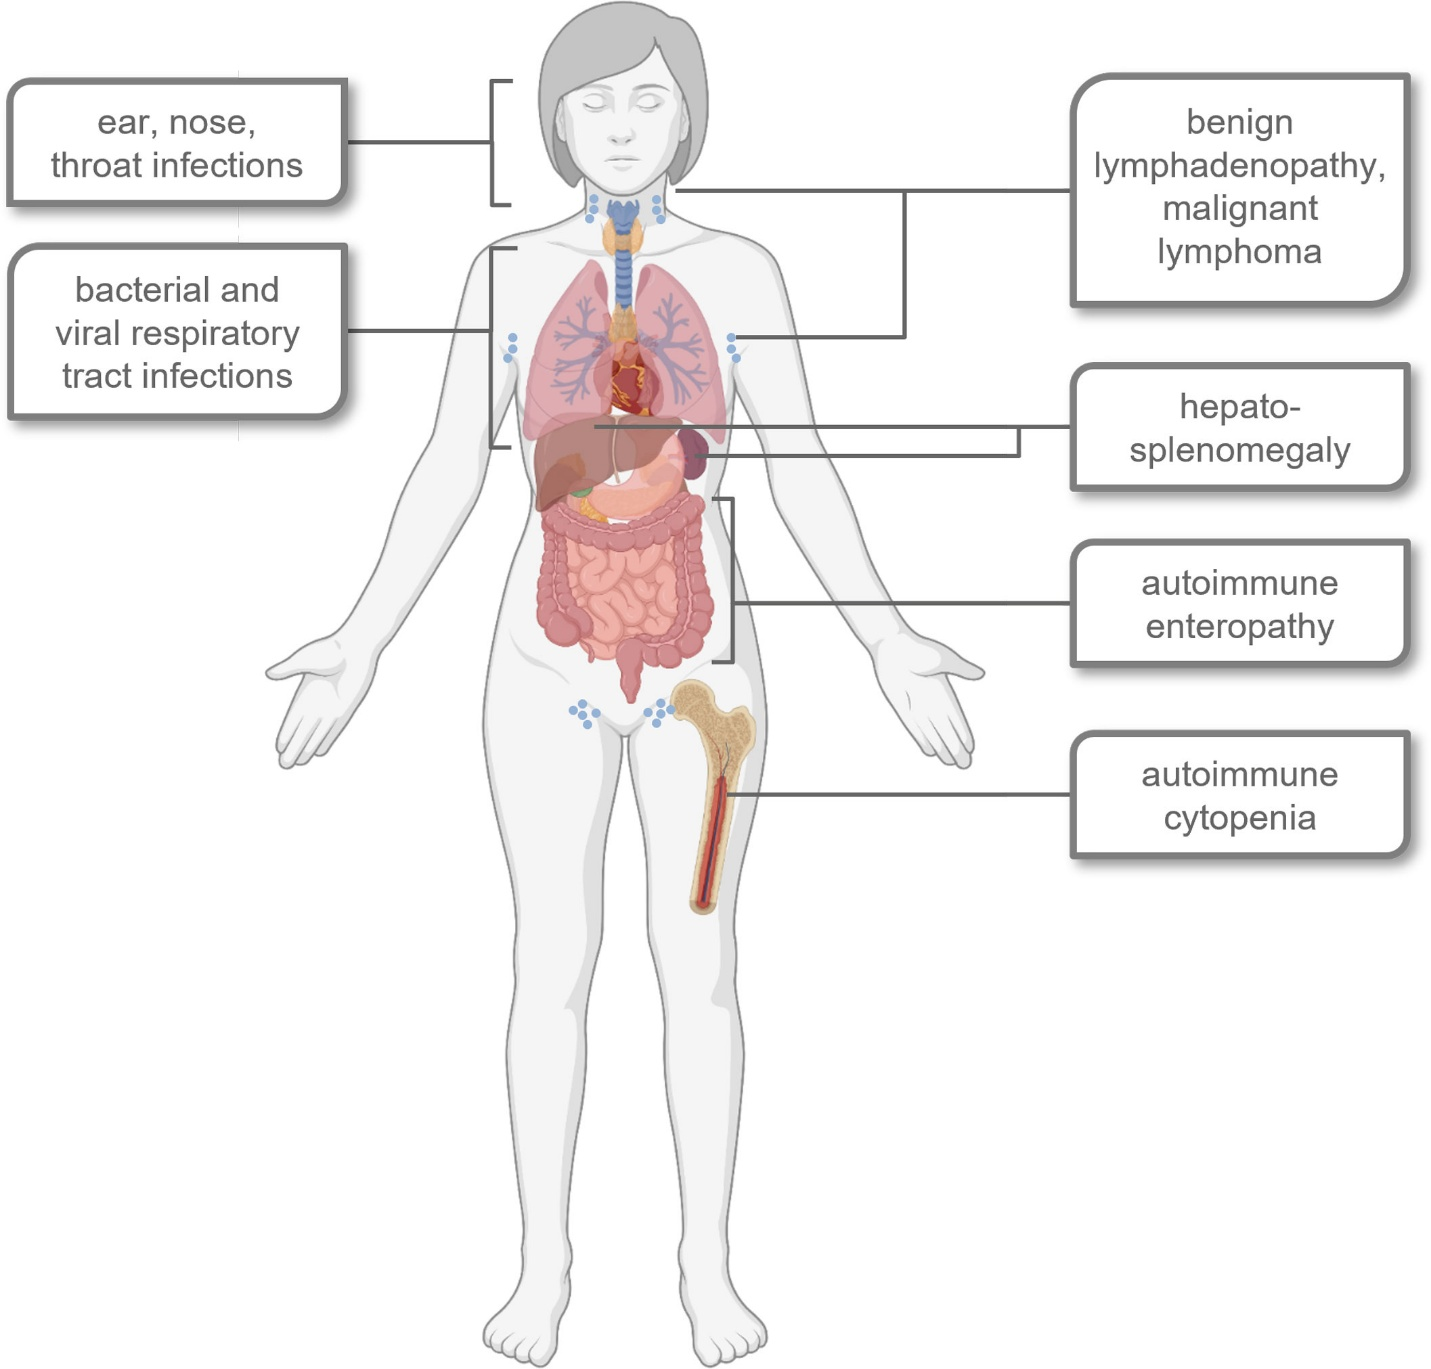 ear, nose,
throat infections
bacterial and
viral respiratory
tract infections
benign
lymphadenopathy,
malignant
lymphoma
hepato-
splenomegaly
autoimmune
enteropathy
autoimmune
cytopenia